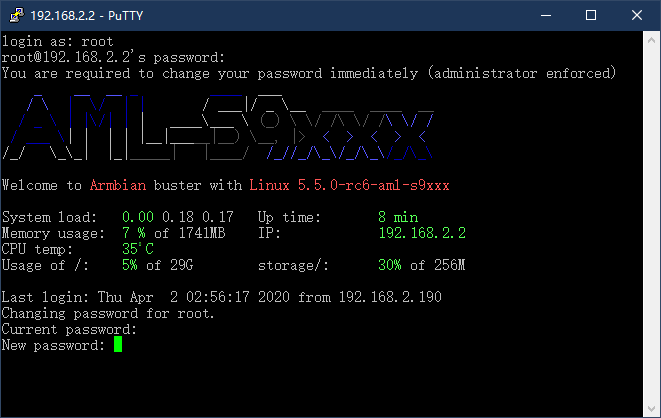 192.168.2.2 - PuTTY
login as: root
root@192.168.2.2's password:
You are required to change your password immediately (administrator enforced)
AML-S9xxx
Welcome to Armbian buster with Linux 5.5.0-rc6-aml-s9xxx
System load: 0.00 0.18 0.17 Up time: 8 min
Memory usage: 7 % of 1741MB IP: 192.168.2.2
CPU temp: 35°C
Usage of /: 5% of 29G storage/: 30% of 256M
Last login: Thu Apr 2 02:56:17 2020 from 192.168.2.190
Changing password for root.
Current password:
New password: